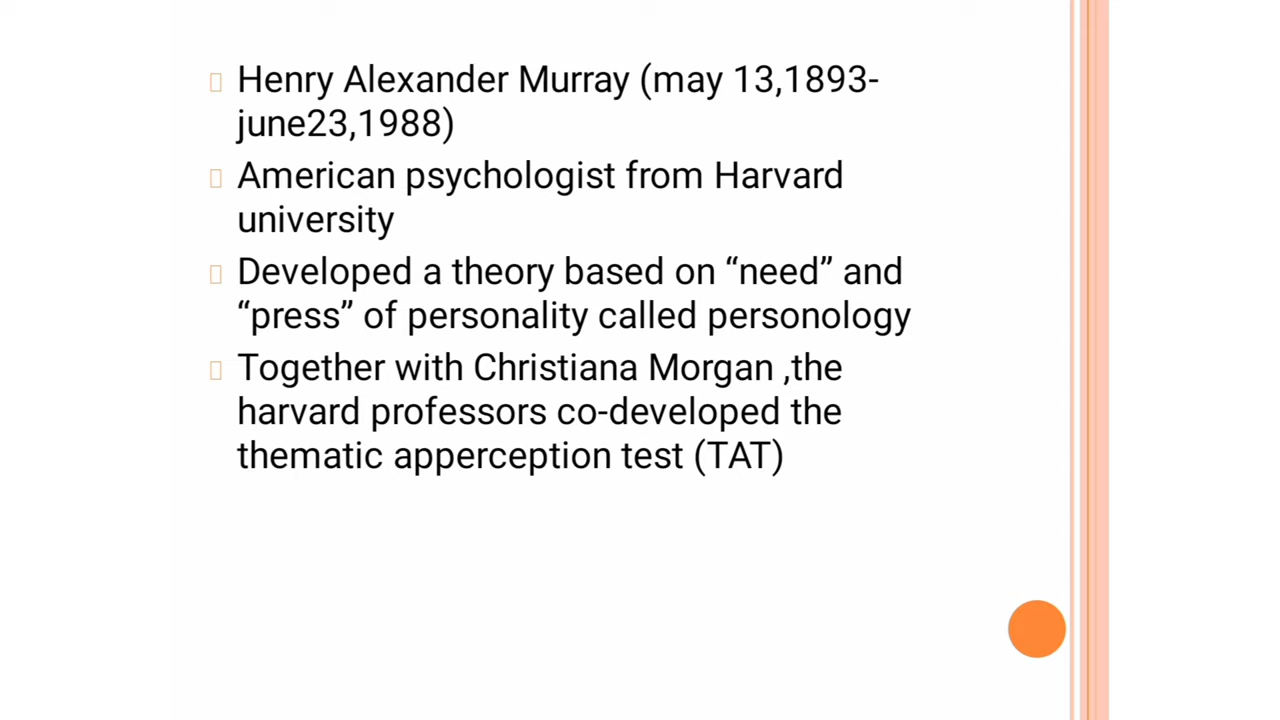 Henry Alexander Murray (may 13,1893-
june23,1988)
American psychologist from Harvard
university
Developed a theory based on “need” and
“press” of personality called personology
Together with Christiana Morgan ,the
harvard professors co-developed the
thematic apperception test (TAT)